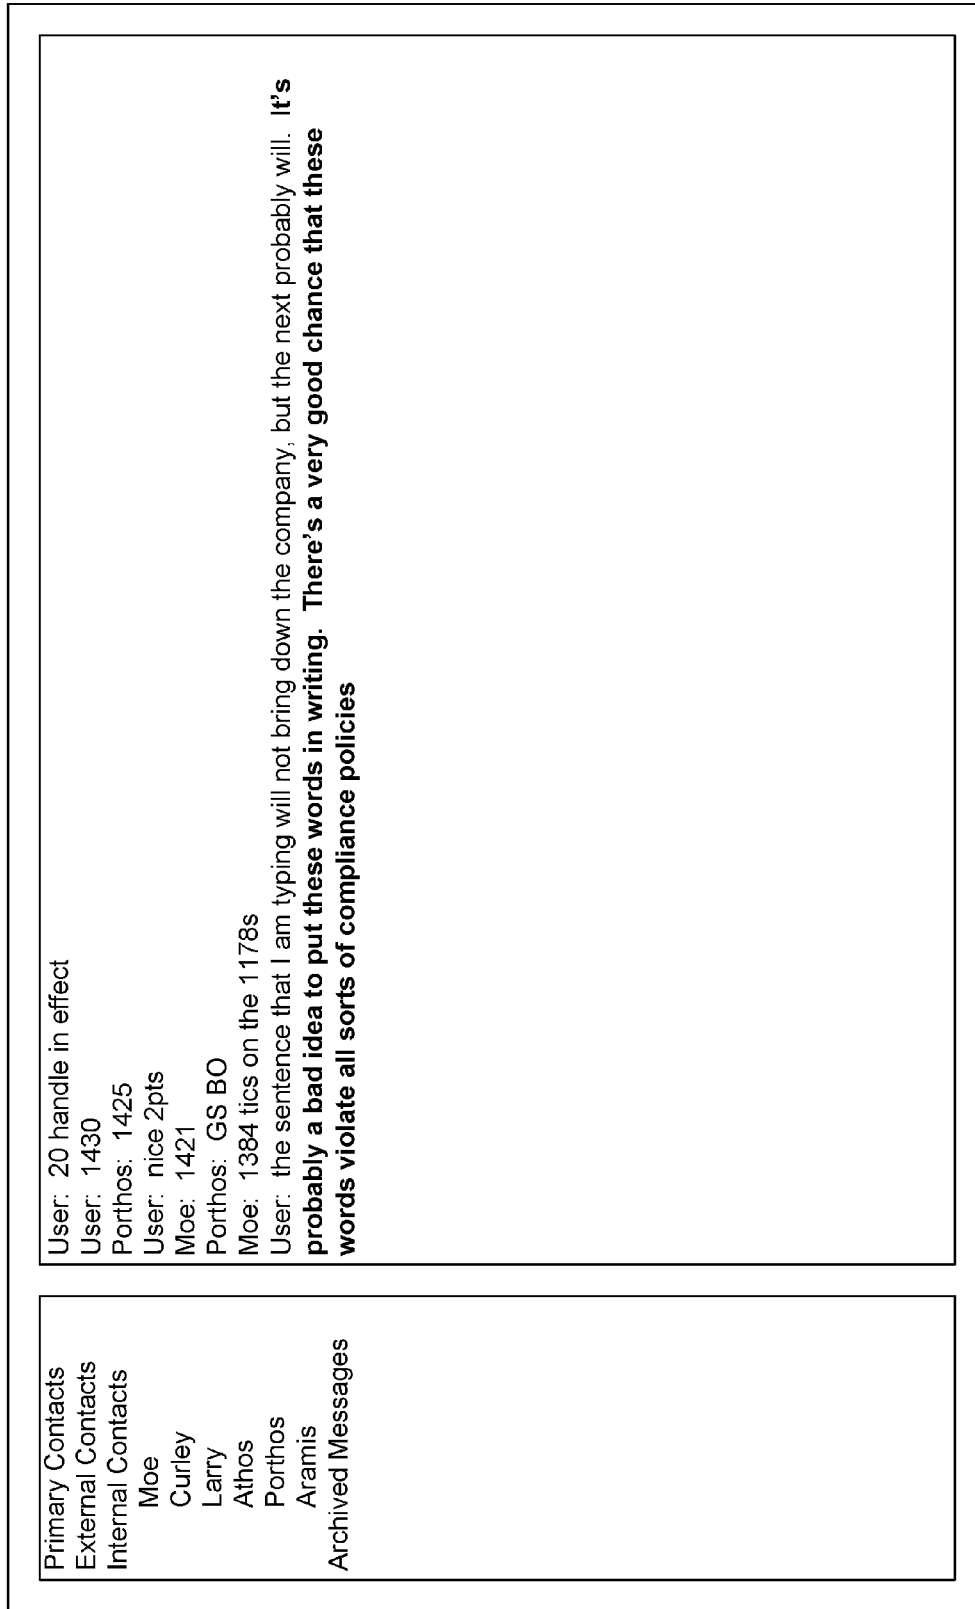 Primary Contacts
External Contacts
Internal Contacts
Moe
Curley
Larry
Athos
Porthos
Aramis
Archived Messages
User: 20 handle in effect
User: 1430
Porthos: 1425
User: nice 2pts
Moe: 1421
Porthos: GS BO
Moe: 1384 tics on the 1178s
User: the sentence that I am typing will not bring down the company, but the next probably will. It's
probably a bad idea to put these words in writing. There's a very good chance that these
words violate all sorts of compliance policies